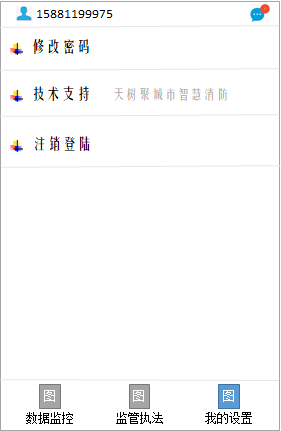 15881199975
修改密码
技术支持 天树聚城市智慧消防
注销登陆
图 图 图
数据监控 监管执法 我的设置